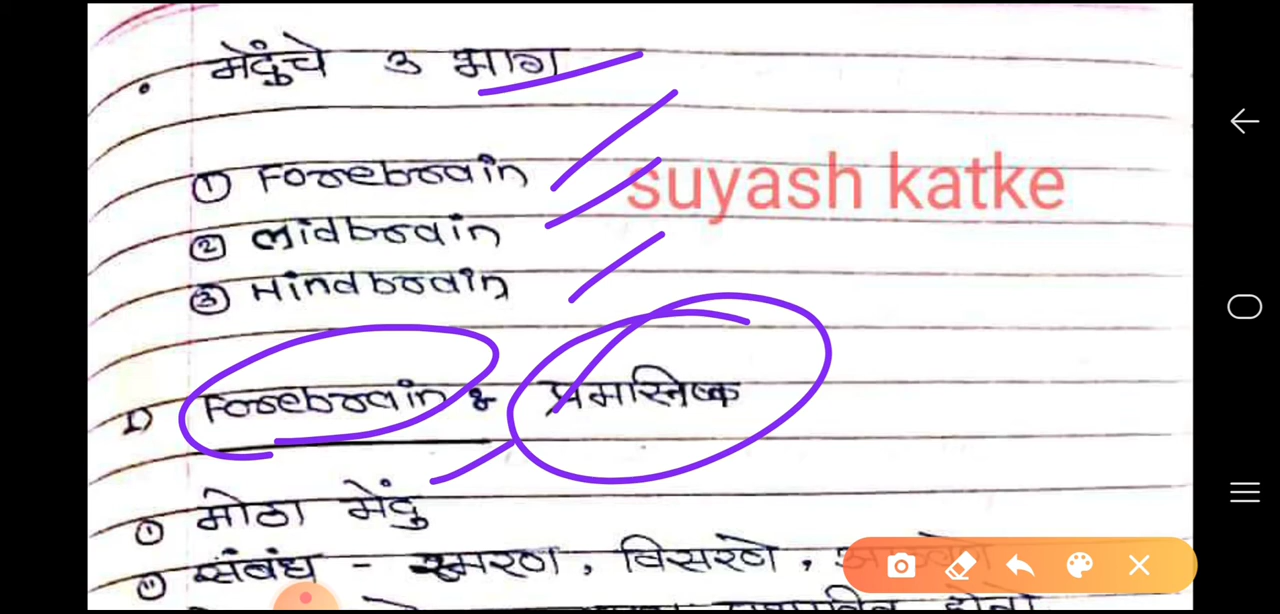 • मेंदुंचे 3 भाग
① Forebrain
suyash katke
② Midbrain
③ Hindbrain
I) Forebrain & प्रमस्तिष्क
① मोठा मेंदु
② संबंध - स्मरण, विसरणे,